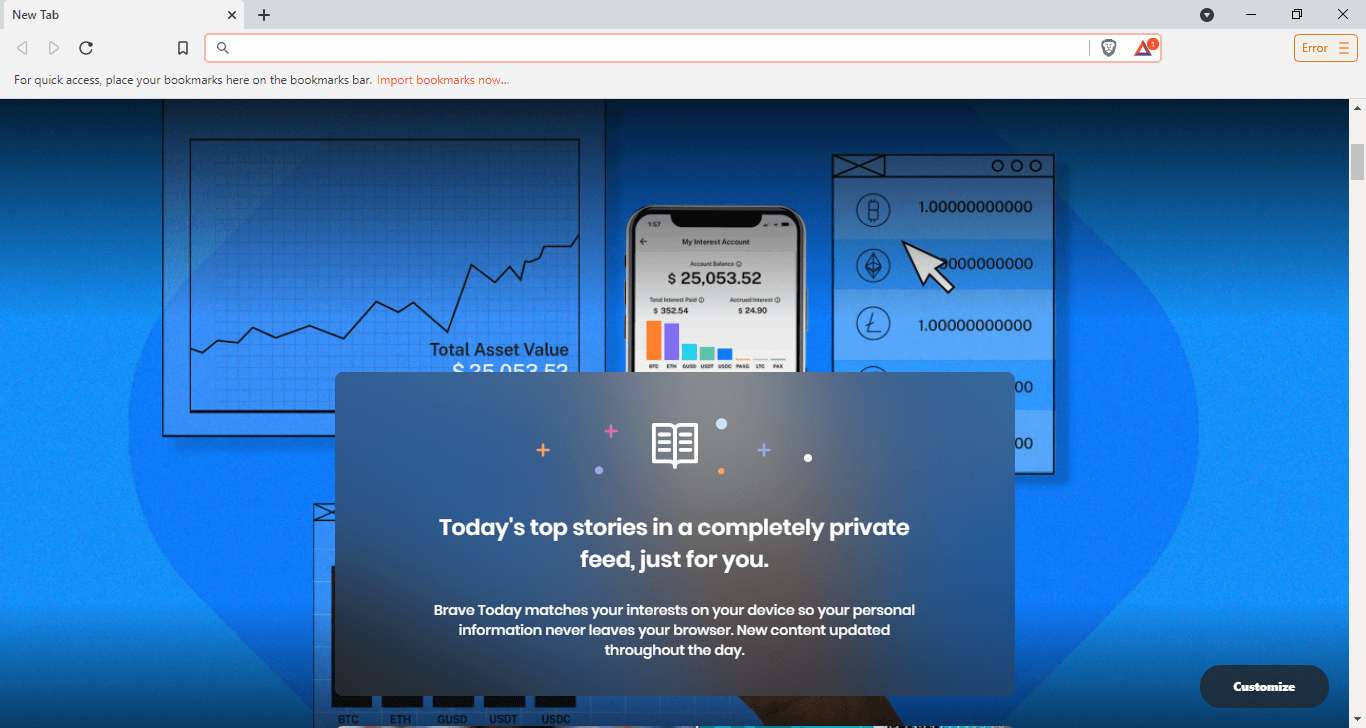 New Tab
1
Error
For quick access, place your bookmarks here on the bookmarks bar. Import bookmarks now...
1:57
My Interest Account
Account Balance
$ 25,053.52
Total Interest Paid
Accrued Interest
$ 352.54
$ 24.90
BTC ETH GUSD USDT USDC PAXG LTC PAX
1.00000000000
0000000000
1.00000000000
00
00
Total Asset Value
$ 25,053.52
Today's top stories in a completely private
feed, just for you.
Brave Today matches your interests on your device so your personal
information never leaves your browser. New content updated
throughout the day.
Customize
BTC ETH GUSD USDT USDC